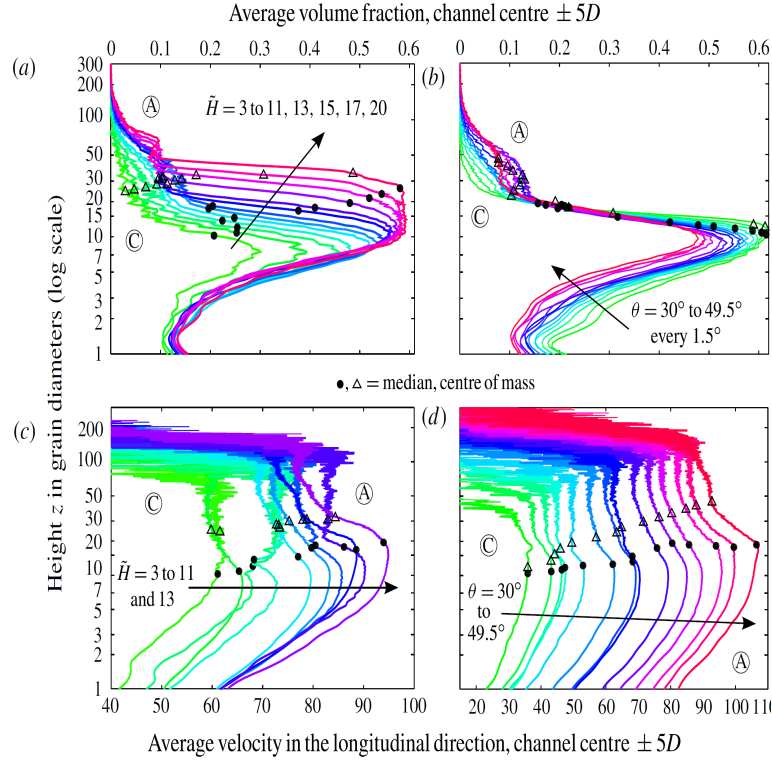 Average volume fraction, channel centre ± 5D
0 0.1 0.2 0.3 0.4 0.5 0.6
0 0.1 0.2 0.3 0.4 0.5 0.6
(a)
(b)
300
200
100
50
30
20
15
10
7
5
3
2
1
A
H̃ = 3 to 11, 13, 15, 17, 20
C
A
C
θ = 30° to 49.5°
every 1.5°
●, △ = median, centre of mass
Height z in grain diameters (log scale)
(c)
(d)
200
100
50
30
20
15
10
7
5
3
2
1
C
A
H̃ = 3 to 11
and 13
C
θ = 30°
to
49.5°
A
40 50 60 70 80 90 100
20 30 40 50 60 70 80 90 100 110
Average velocity in the longitudinal direction, channel centre ± 5D